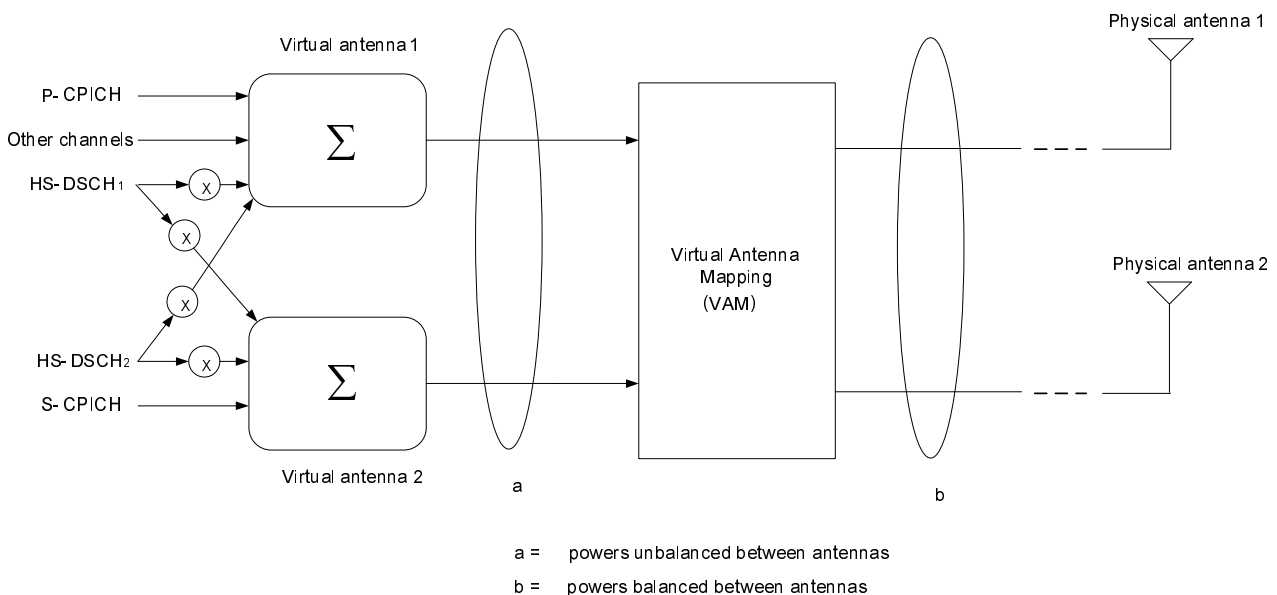 Physical antenna 1
Virtual antenna 1
P-CPICH
Other channels
Σ
HS-DSCH1
X
X
Virtual Antenna
Mapping
(VAM)
Physical antenna 2
X
HS-DSCH2
X
Σ
S-CPICH
Virtual antenna 2
a
b
a = powers unbalanced between antennas
b = powers balanced between antennas